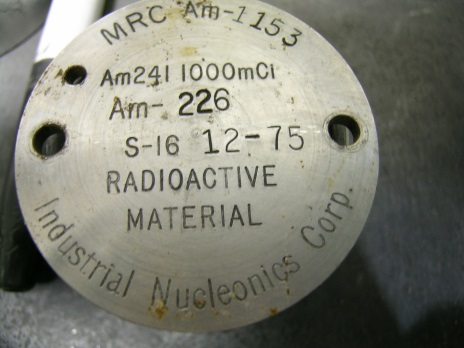 MRC Am-1153
Am241 1000mCi
Am- 226
S-16 12-75
RADIOACTIVE
MATERIAL
Industrial Nucleonics Corp.